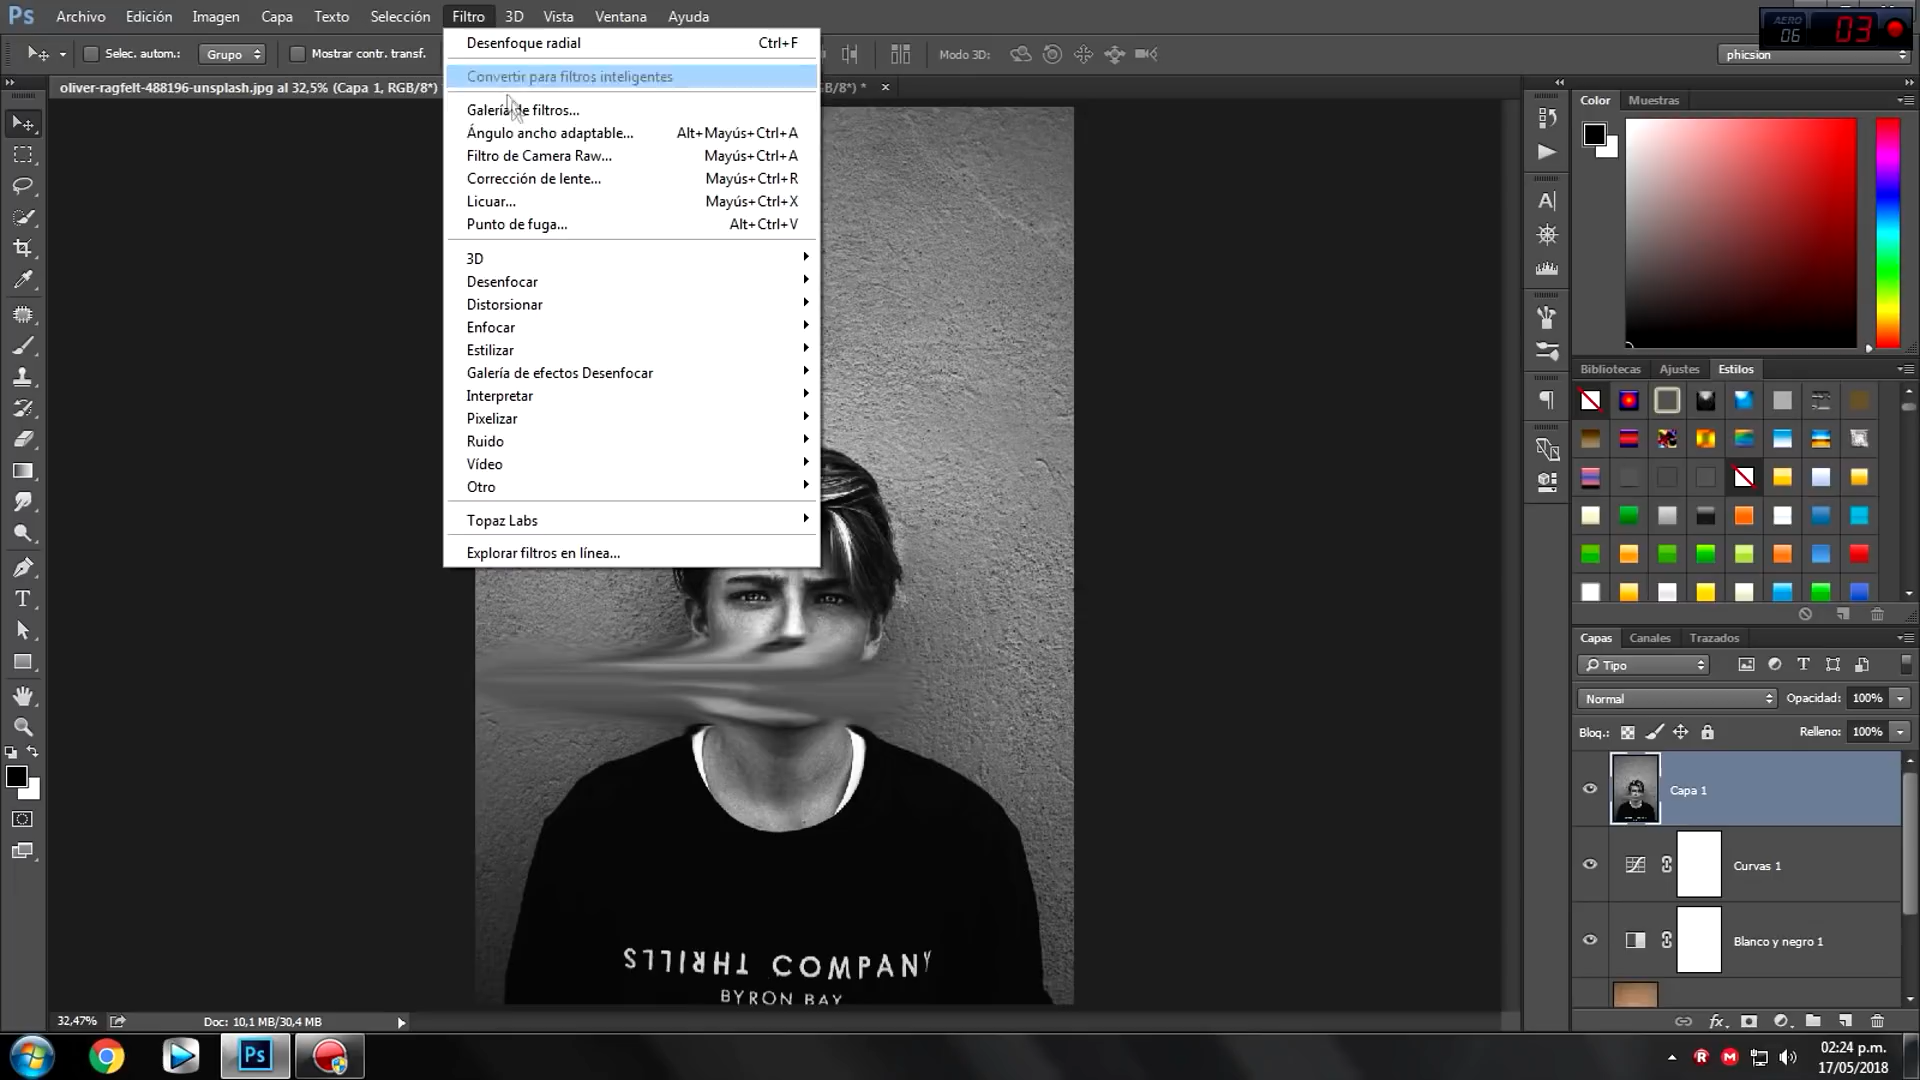 Ps Archivo Edición Imagen Capa Texto Selección Filtro 3D Vista Ventana Ayuda
AERO 06 03
Selec. autom.: Grupo Mostrar contr. transf. Modo 3D: phicsion
oliver-ragfelt-488196-unsplash.jpg al 32,5% (Capa 1, RGB/8*) GB/8*) *
Desenfoque radial Ctrl+F
Convertir para filtros inteligentes
Galería de filtros...
Ángulo ancho adaptable... Alt+Mayús+Ctrl+A
Filtro de Camera Raw... Mayús+Ctrl+A
Corrección de lente... Mayús+Ctrl+R
Licuar... Mayús+Ctrl+X
Punto de fuga... Alt+Ctrl+V
3D
Desenfocar
Distorsionar
Enfocar
Estilizar
Galería de efectos Desenfocar
Interpretar
Pixelizar
Ruido
Vídeo
Otro
Topaz Labs
Explorar filtros en línea...
Color Muestras
Bibliotecas Ajustes Estilos
Capas Canales Trazados
Tipo
Normal Opacidad: 100%
Bloq.: Relleno: 100%
Capa 1
Curvas 1
Blanco y negro 1
THRILLS COMPANY
BYRON BAY
32,47% Doc: 10,1 MB/30,4 MB
Ps
02:24 p.m.
17/05/2018